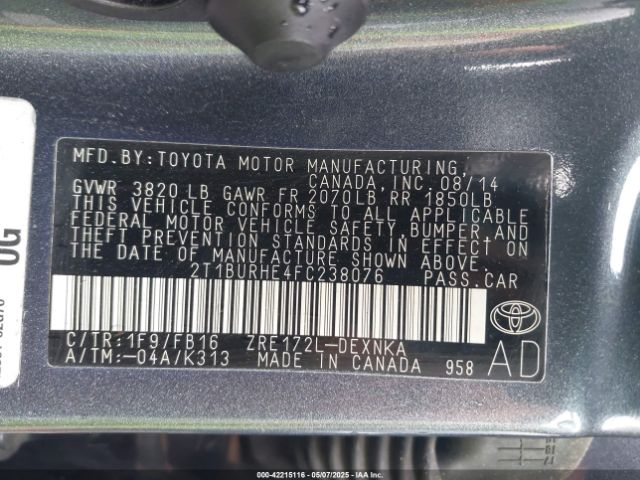 MFD.BY:TOYOTA MOTOR MANUFACTURING,
CANADA, INC. 08/14
GVWR 3820 LB GAWR FR 2070LB RR 1850LB
THIS VEHICLE CONFORMS TO ALL APPLICABLE
FEDERAL MOTOR VEHICLE SAFETY, BUMPER, AND
THEFT PREVENTION STANDARDS IN EFFECT ON
THE DATE OF MANUFACTURE SHOWN ABOVE.
2T1BURHE4FC238076 PASS.CAR
C/TR:1F9/FB16 ZRE172L-DEXNKA
A/TM:-04A/K313 MADE IN CANADA 958
AD
OG
000-42215116 - 05/07/2025 - IAA Inc.